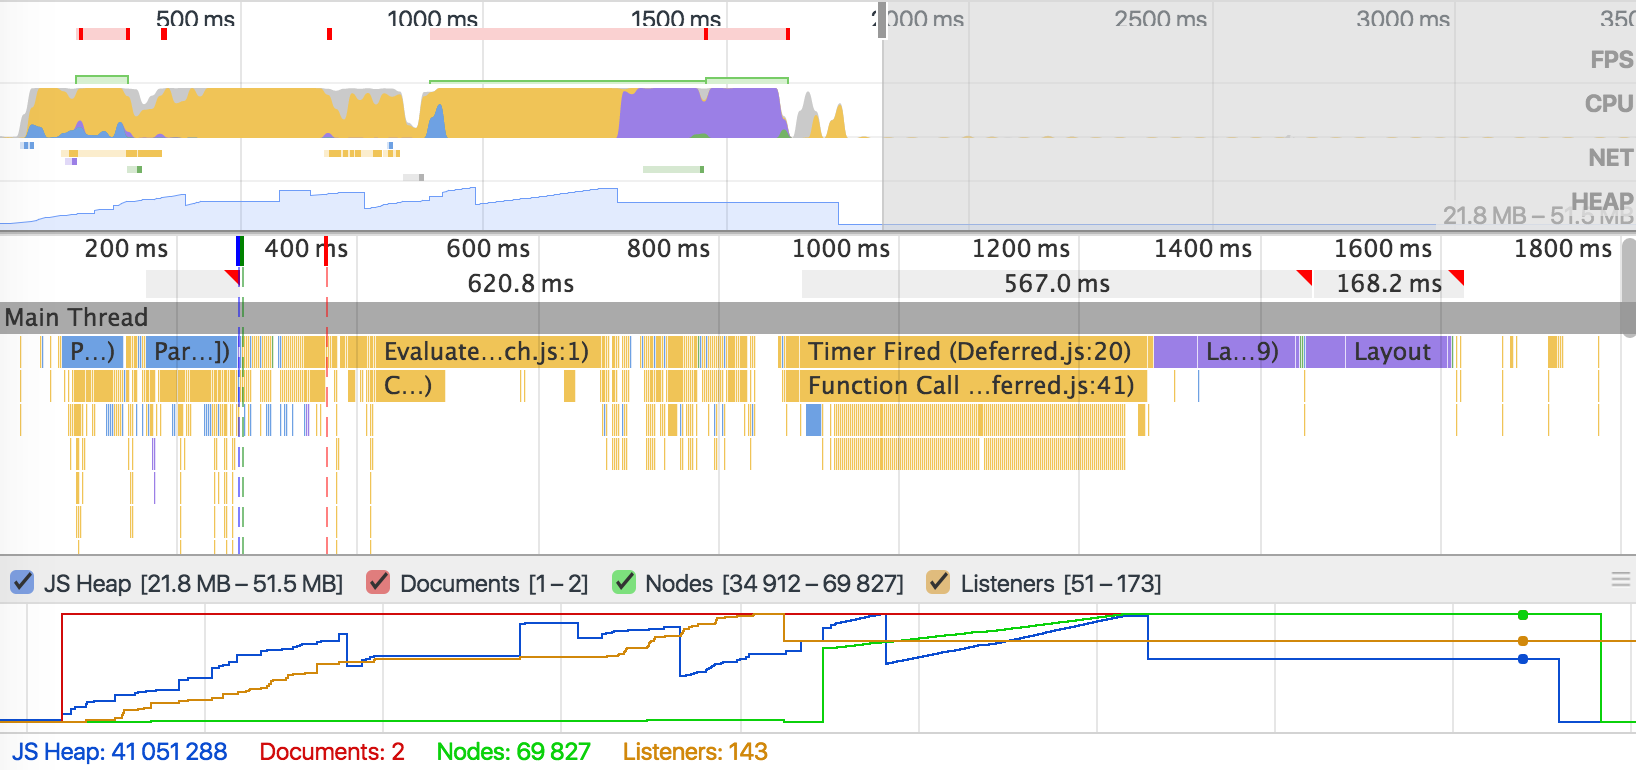 500 ms 1000 ms 1500 ms 2000 ms 2500 ms 3000 ms 350
FPS
CPU
NET
HEAP
21.8 MB – 51.5 MB
200 ms 400 ms 600 ms 800 ms 1000 ms 1200 ms 1400 ms 1600 ms 1800 ms
620.8 ms 567.0 ms 168.2 ms
Main Thread
P...) Par...]) Evaluate...ch.js:1) Timer Fired (Deferred.js:20) La...9) Layout
C...) Function Call ...ferred.js:41)
JS Heap [21.8 MB – 51.5 MB] Documents [1 – 2] Nodes [34 912 – 69 827] Listeners [51 – 173]
JS Heap: 41 051 288 Documents: 2 Nodes: 69 827 Listeners: 143